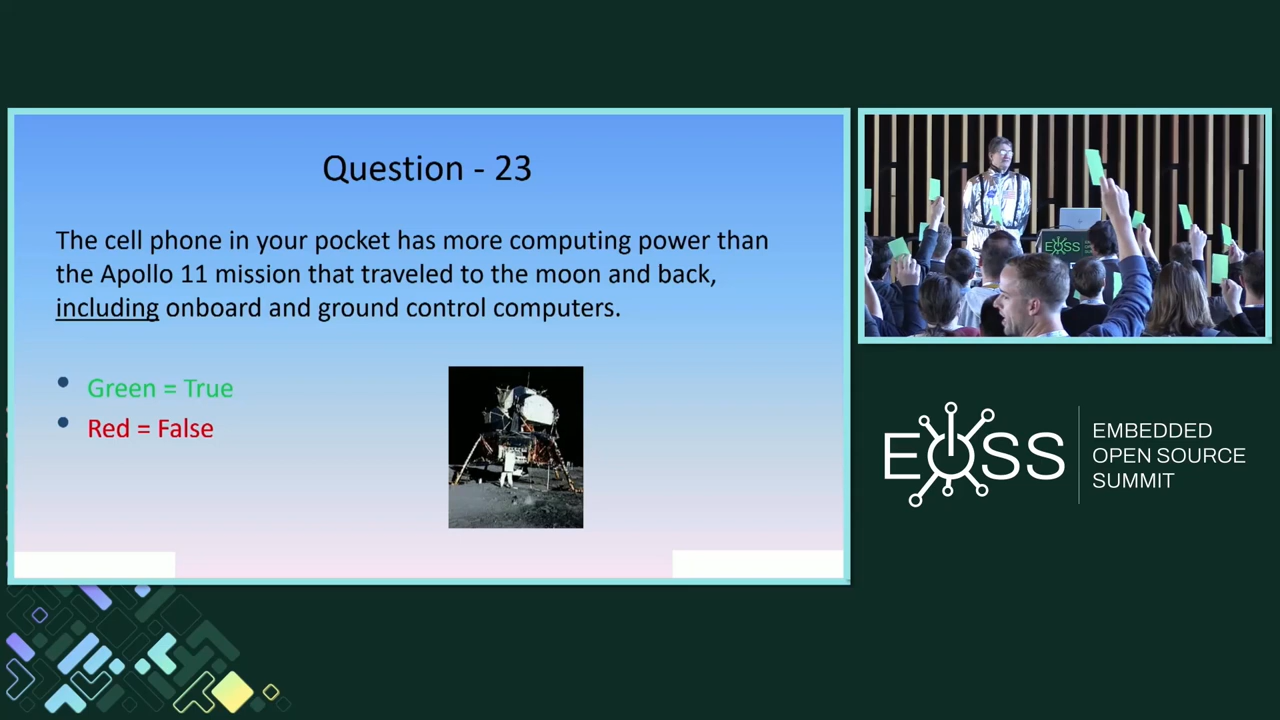 Question - 23
The cell phone in your pocket has more computing power than
the Apollo 11 mission that traveled to the moon and back,
including onboard and ground control computers.
Green = True
Red = False
EOSS
EOSS
EMBEDDED
OPEN SOURCE
SUMMIT